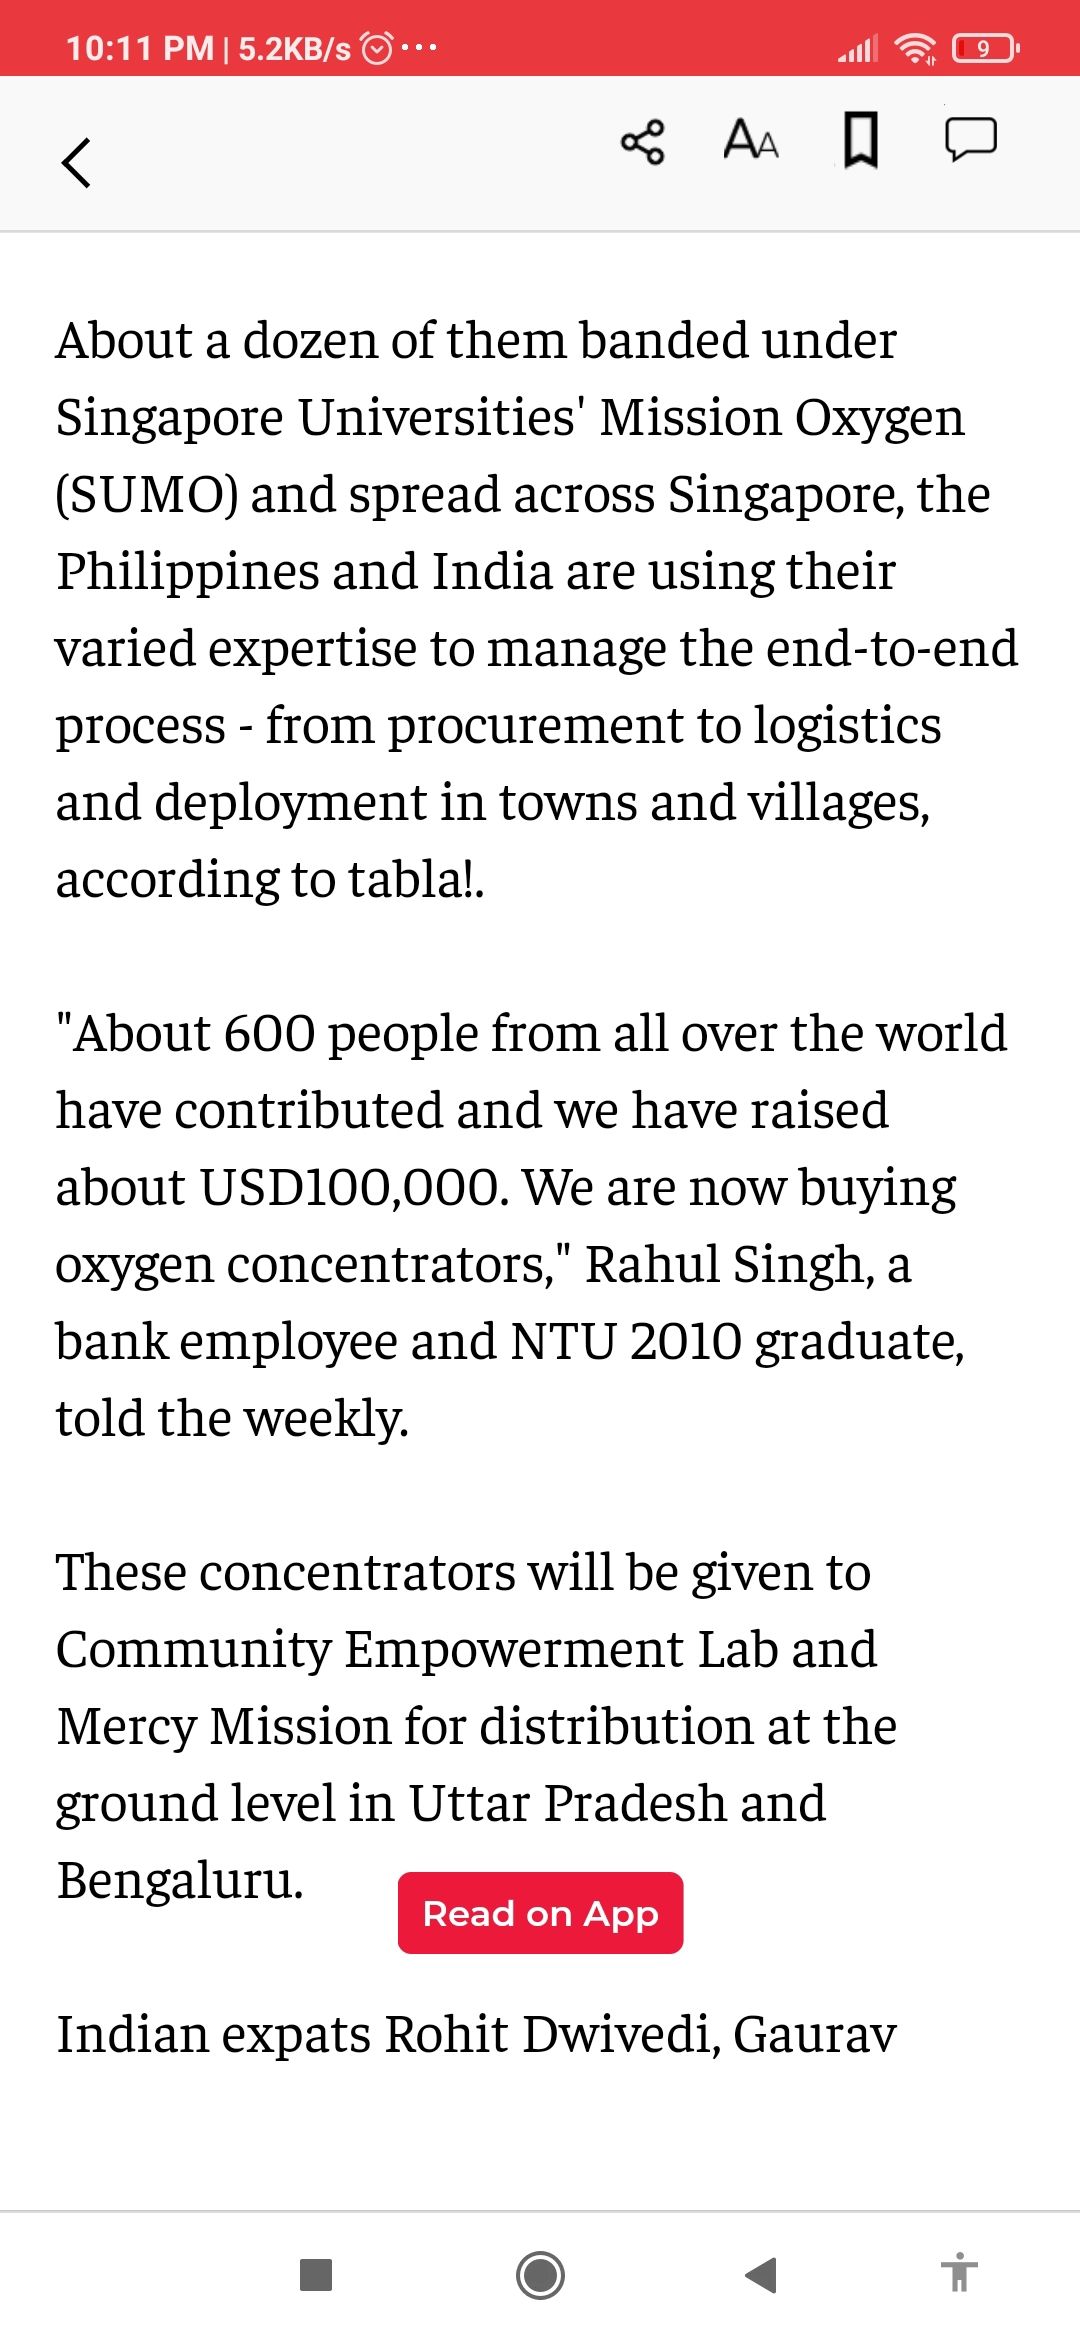 10:11 PM | 5.2KB/s
9
AA
About a dozen of them banded under
Singapore Universities' Mission Oxygen
(SUMO) and spread across Singapore, the
Philippines and India are using their
varied expertise to manage the end-to-end
process - from procurement to logistics
and deployment in towns and villages,
according to tabla!.
"About 600 people from all over the world
have contributed and we have raised
about USD100,000. We are now buying
oxygen concentrators," Rahul Singh, a
bank employee and NTU 2010 graduate,
told the weekly.
These concentrators will be given to
Community Empowerment Lab and
Mercy Mission for distribution at the
ground level in Uttar Pradesh and
Bengaluru.
Read on App
Indian expats Rohit Dwivedi, Gaurav